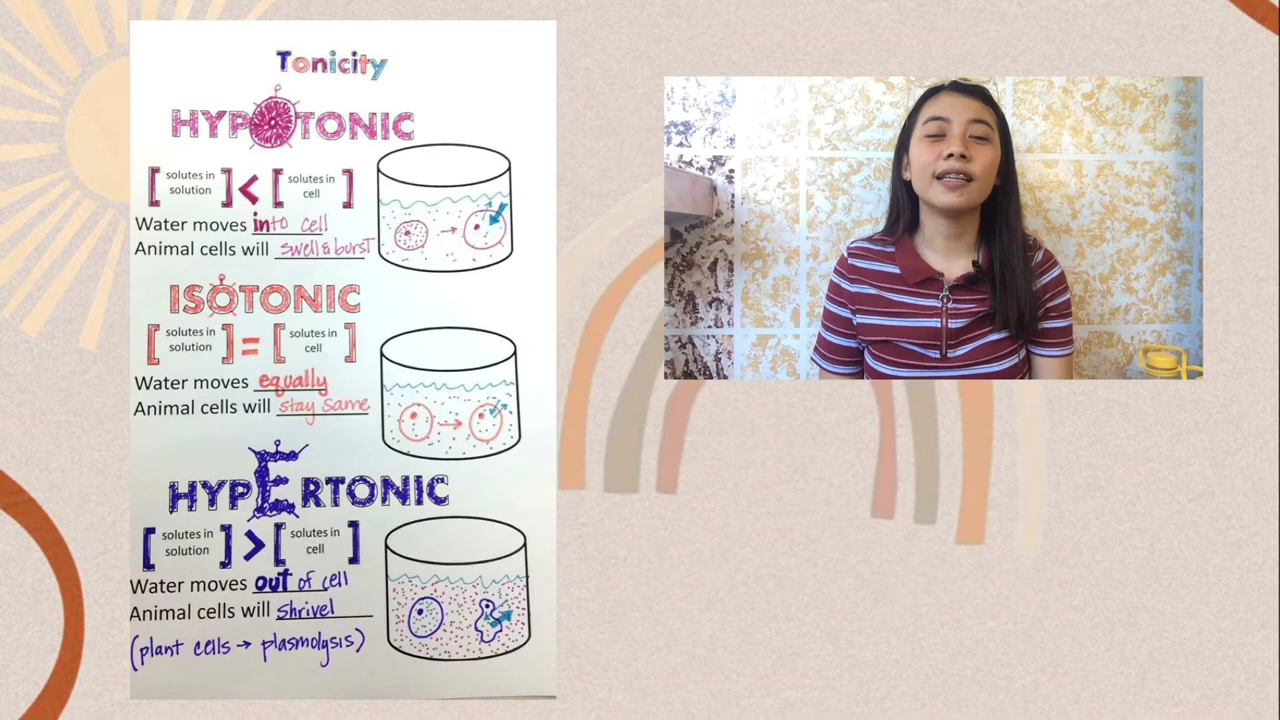 Tonicity
HYPOTONIC
[ solutes in solution ] < [ solutes in cell ]
Water moves into cell
Animal cells will swell & burst
ISOTONIC
[ solutes in solution ] = [ solutes in cell ]
Water moves equally
Animal cells will stay same
HYPERTONIC
[ solutes in solution ] > [ solutes in cell ]
Water moves out of cell
Animal cells will shrivel
(plant cells → plasmolysis)